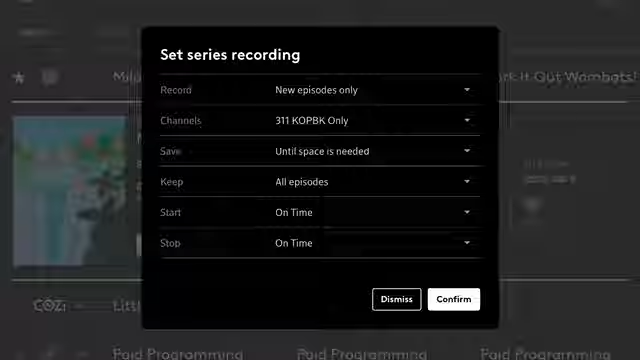 Set series recording
Record New episodes only
Channels 311 KOPBK Only
Save Until space is needed
Keep All episodes
Start On Time
Stop On Time
Dismiss Confirm
COZI
Paid Programming Paid Programming Paid Programming